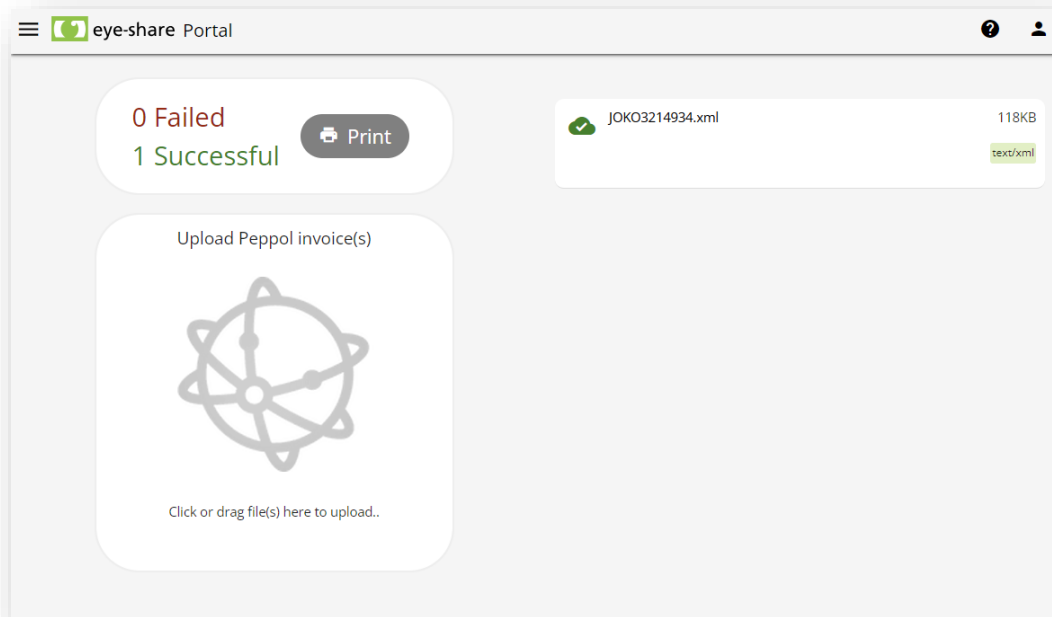 eye-share Portal
0 Failed
1 Successful
Print
Upload Peppol invoice(s)
Click or drag file(s) here to upload..
JOKO3214934.xml
118KB
text/xml